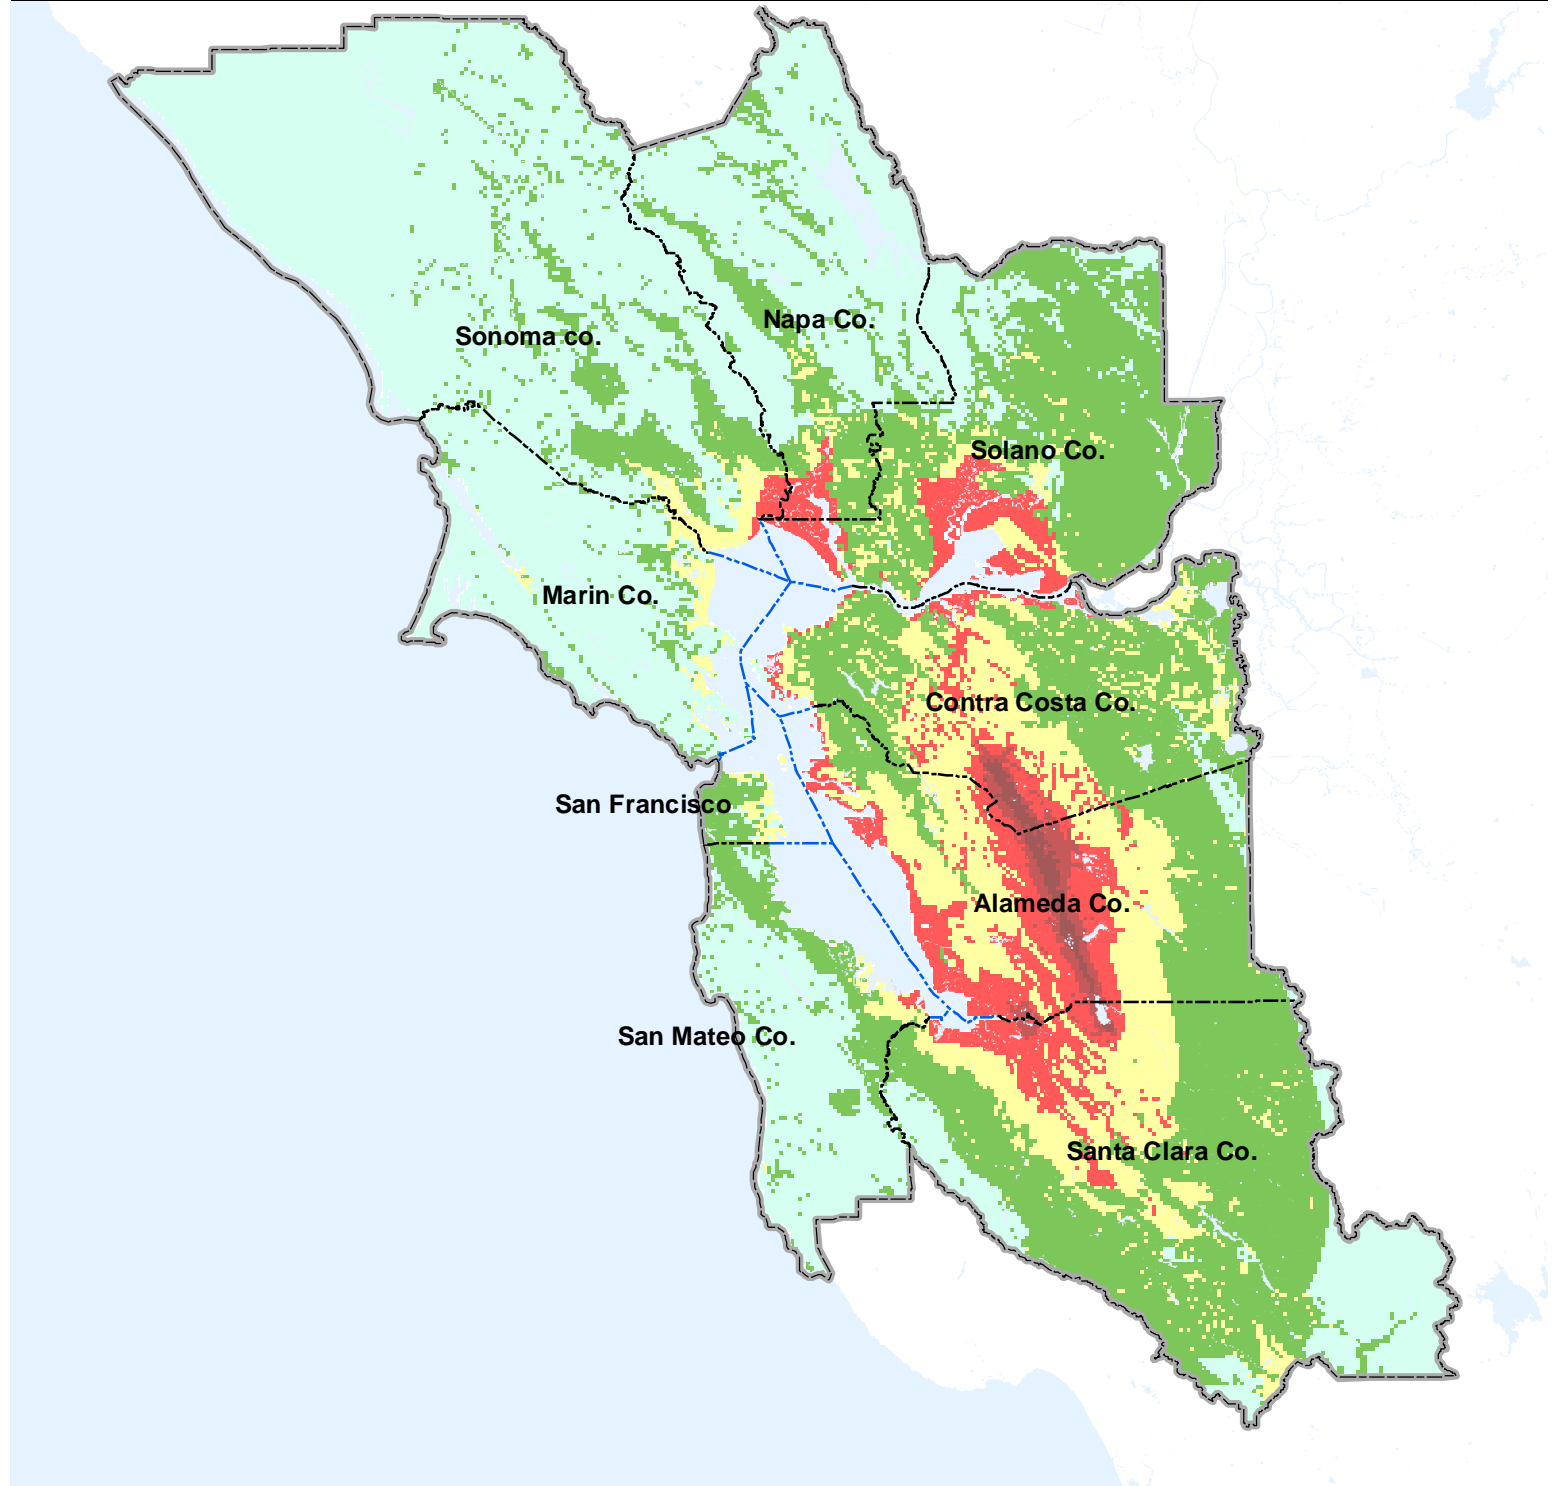 Napa Co.
Sonoma co.
Solano Co.
Marin Co.
Contra Costa Co.
San Francisco
Alameda Co.
San Mateo Co.
Santa Clara Co.